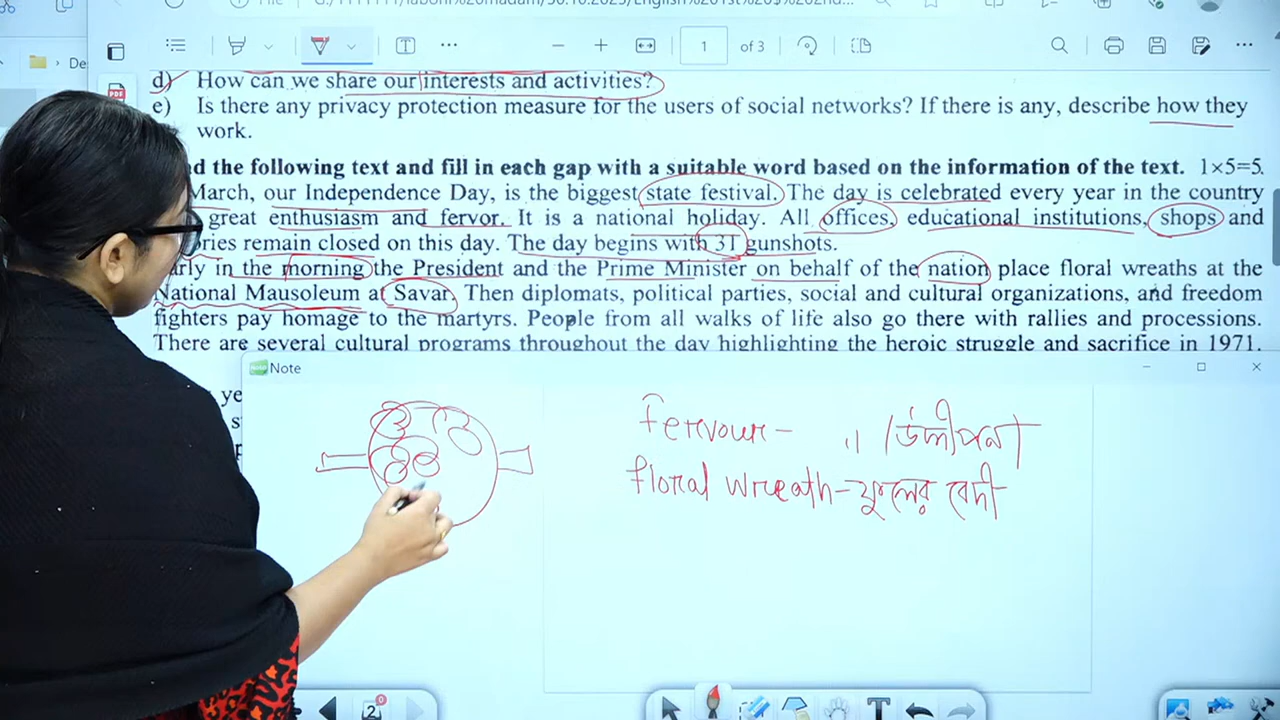 1 of 3
d) How can we share our interests and activities?
e) Is there any privacy protection measure for the users of social networks? If there is any, describe how they
work.
the following text and fill in each gap with a suitable word based on the information of the text. 1×5=5.
March, our Independence Day, is the biggest state festival. The day is celebrated every year in the country
great enthusiasm and fervor. It is a national holiday. All offices, educational institutions, shops and
remain closed on this day. The day begins with 31 gunshots.
in the morning the President and the Prime Minister on behalf of the nation place floral wreaths at the
National Mausoleum at Savar. Then diplomats, political parties, social and cultural organizations, and freedom
fighters pay homage to the martyrs. People from all walks of life also go there with rallies and processions.
There are several cultural programs throughout the day highlighting the heroic struggle and sacrifice in 1971.
Note
fervour - " (উদ্দীপনা)
floral wreath - ফুলের বেদী
2
0